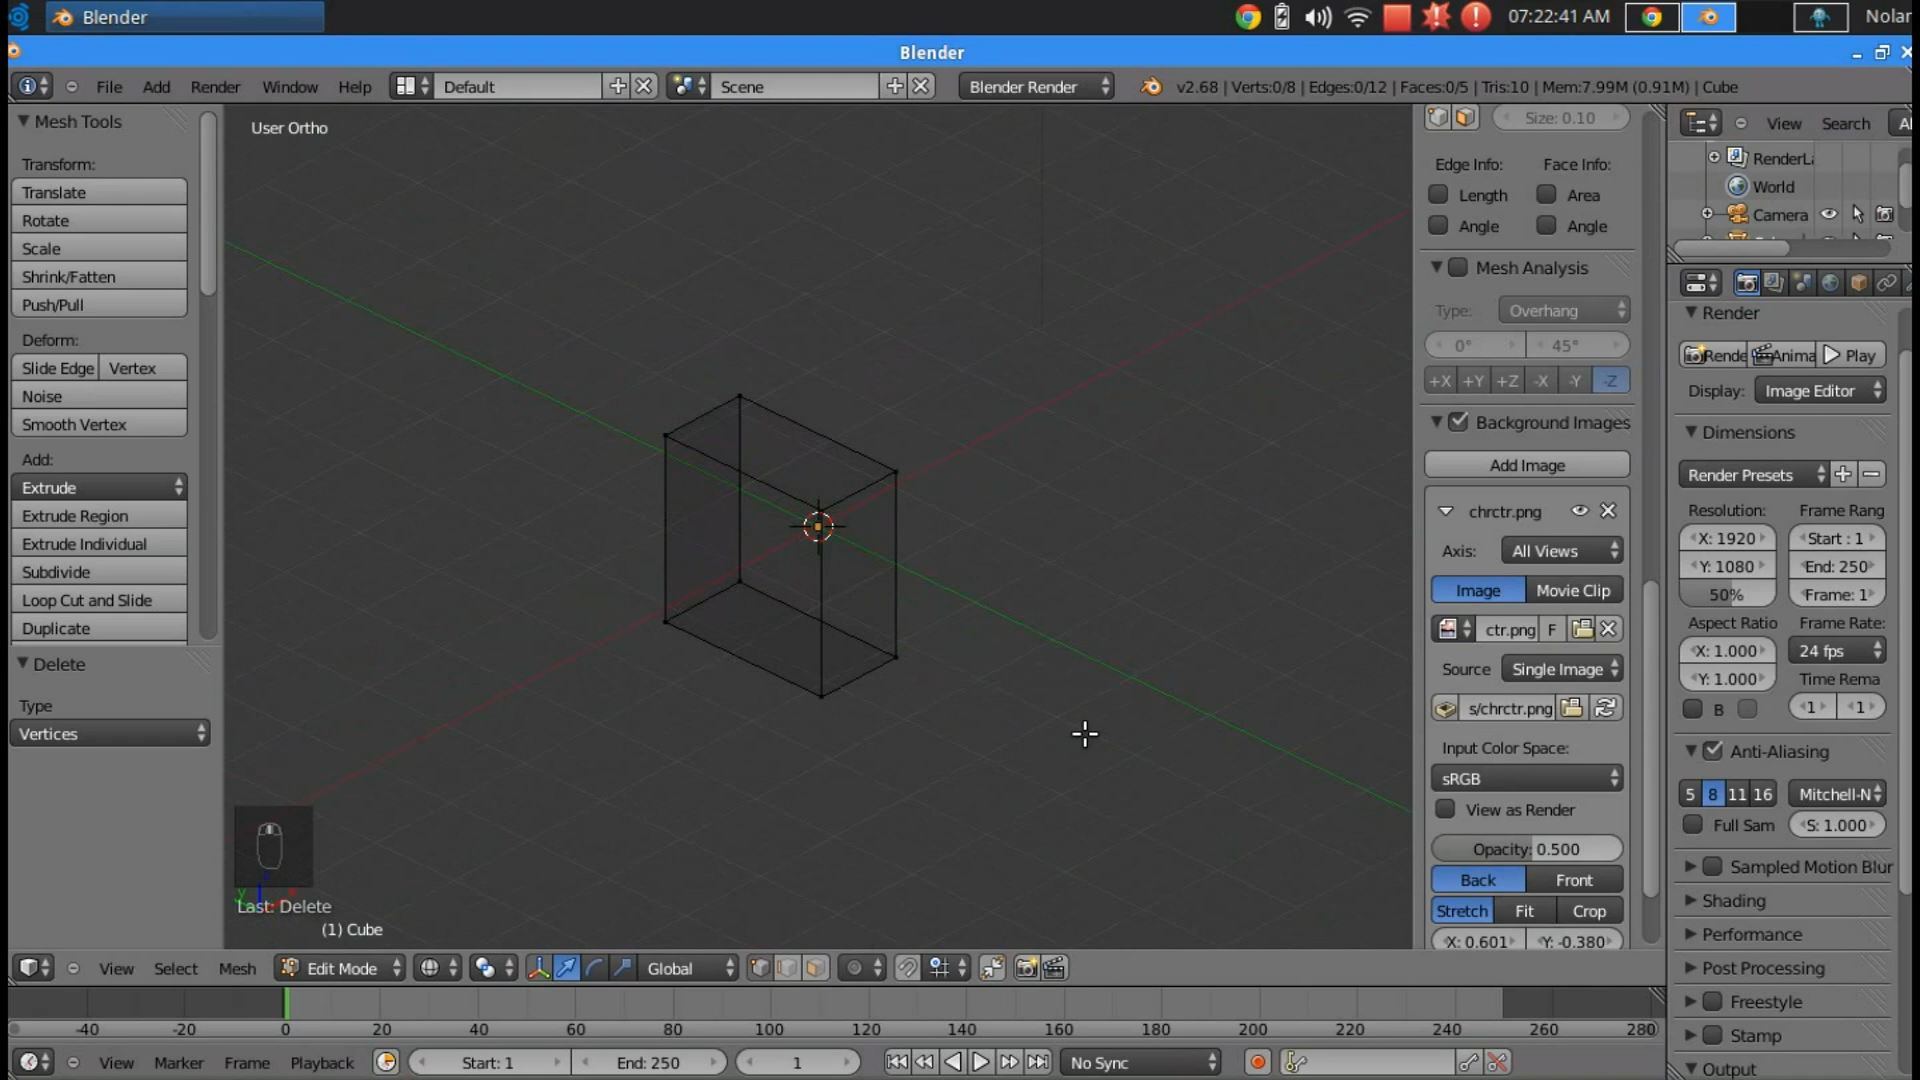 Blender
07:22:41 AM
Nolar
Blender
File Add Render Window Help
Default
Scene
Blender Render
v2.68 | Verts:0/8 | Edges:0/12 | Faces:0/5 | Tris:10 | Mem:7.99M (0.91M) | Cube
Mesh Tools
Transform:
Translate
Rotate
Scale
Shrink/Fatten
Push/Pull
Deform:
Slide Edge Vertex
Noise
Smooth Vertex
Add:
Extrude
Extrude Region
Extrude Individual
Subdivide
Loop Cut and Slide
Duplicate
Delete
Type
Vertices
User Ortho
Last: Delete
(1) Cube
Size: 0.10
Edge Info: Face Info:
Length Area
Angle Angle
Mesh Analysis
Type: Overhang
0° 45°
+X +Y +Z -X -Y -Z
Background Images
Add Image
chrctr.png
Axis: All Views
Image Movie Clip
ctr.png F
Source Single Image
s/chrctr.png
Input Color Space:
sRGB
View as Render
Opacity: 0.500
Back Front
Stretch Fit Crop
X: 0.601 Y: -0.380
View Search Al
RenderLa
World
Camera
Render
Rende Anima Play
Display: Image Editor
Dimensions
Render Presets
Resolution: Frame Rang
X: 1920 Start : 1
Y: 1080 End: 250
50% Frame: 1
Aspect Ratio Frame Rate:
X: 1.000 24 fps
Y: 1.000 Time Rema
B 1 1
Anti-Aliasing
5 8 11 16 Mitchell-N
Full Sam S: 1.000
Sampled Motion Blur
Shading
Performance
Post Processing
Freestyle
Stamp
Output
View Select Mesh Edit Mode Global
-40 -20 0 20 40 60 80 100 120 140 160 180 200 220 240 260 280
View Marker Frame Playback Start: 1 End: 250 1 No Sync